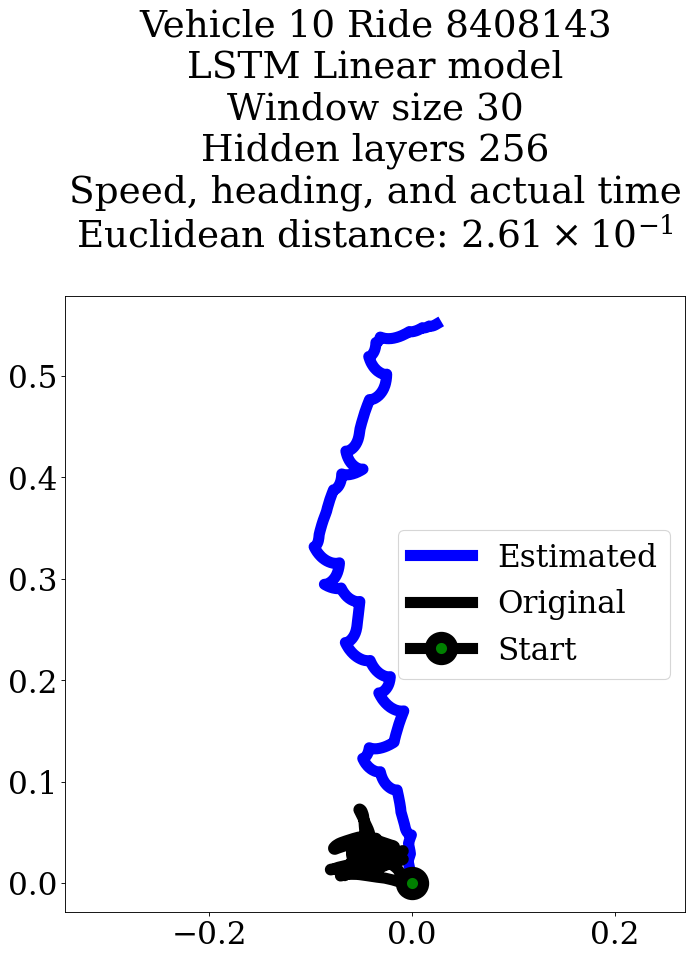 Vehicle 10 Ride 8408143
LSTM Linear model
Window size 30
Hidden layers 256
Speed, heading, and actual time
Euclidean distance: 2.61 × 10⁻¹
0.5
0.4
0.3
0.2
0.1
0.0
Estimated
Original
Start
−0.2 0.0 0.2